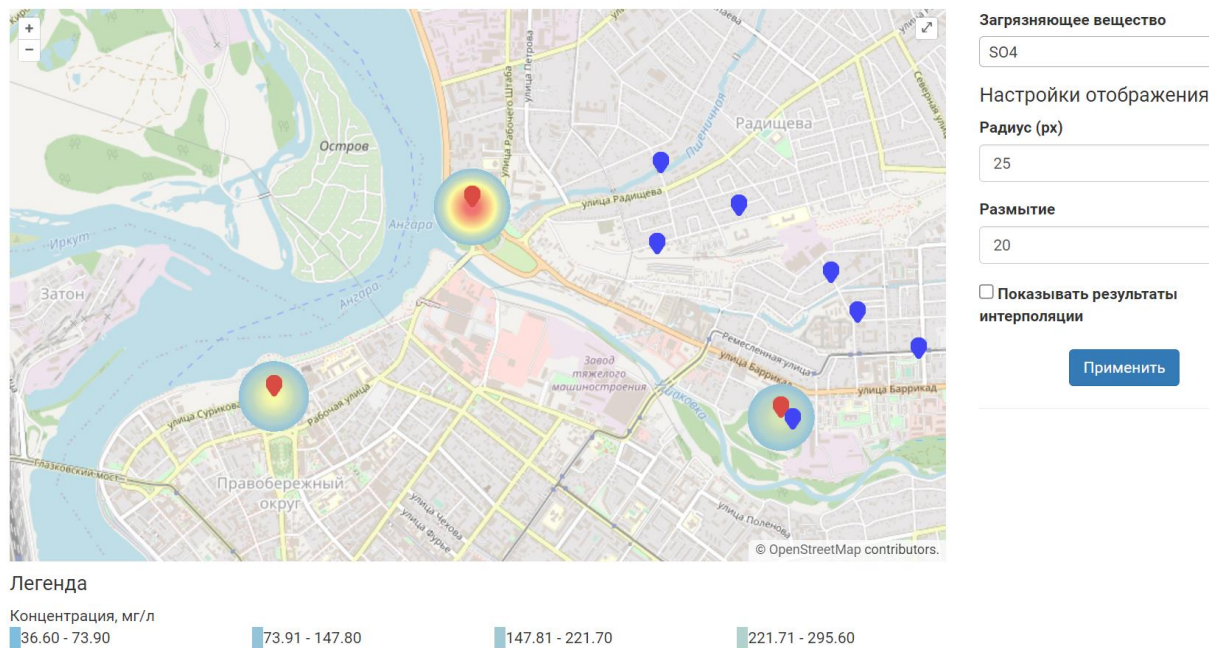 +
−
Остров
улица Рабочего Штаба
улица Петрова
Пшеничная
Радищева
Северная
улица Радищева
Ангара
Иркут
Затон
Ангара
Завод
тяжелого
машиностроения
Ремесленная улица
улица Баррикад
улица Баррикад
Ушаковка
улица Сурикова
Рабочая улица
Глазковский мост
Правобережный
округ
улица Чехова
улица Фурье
улица Поленова
© OpenStreetMap contributors.
Загрязняющее вещество
SO4
Настройки отображения
Радиус (px)
25
Размытие
20
Показывать результаты
интерполяции
Применить
Легенда
Концентрация, мг/л
36.60 - 73.90 73.91 - 147.80 147.81 - 221.70 221.71 - 295.60